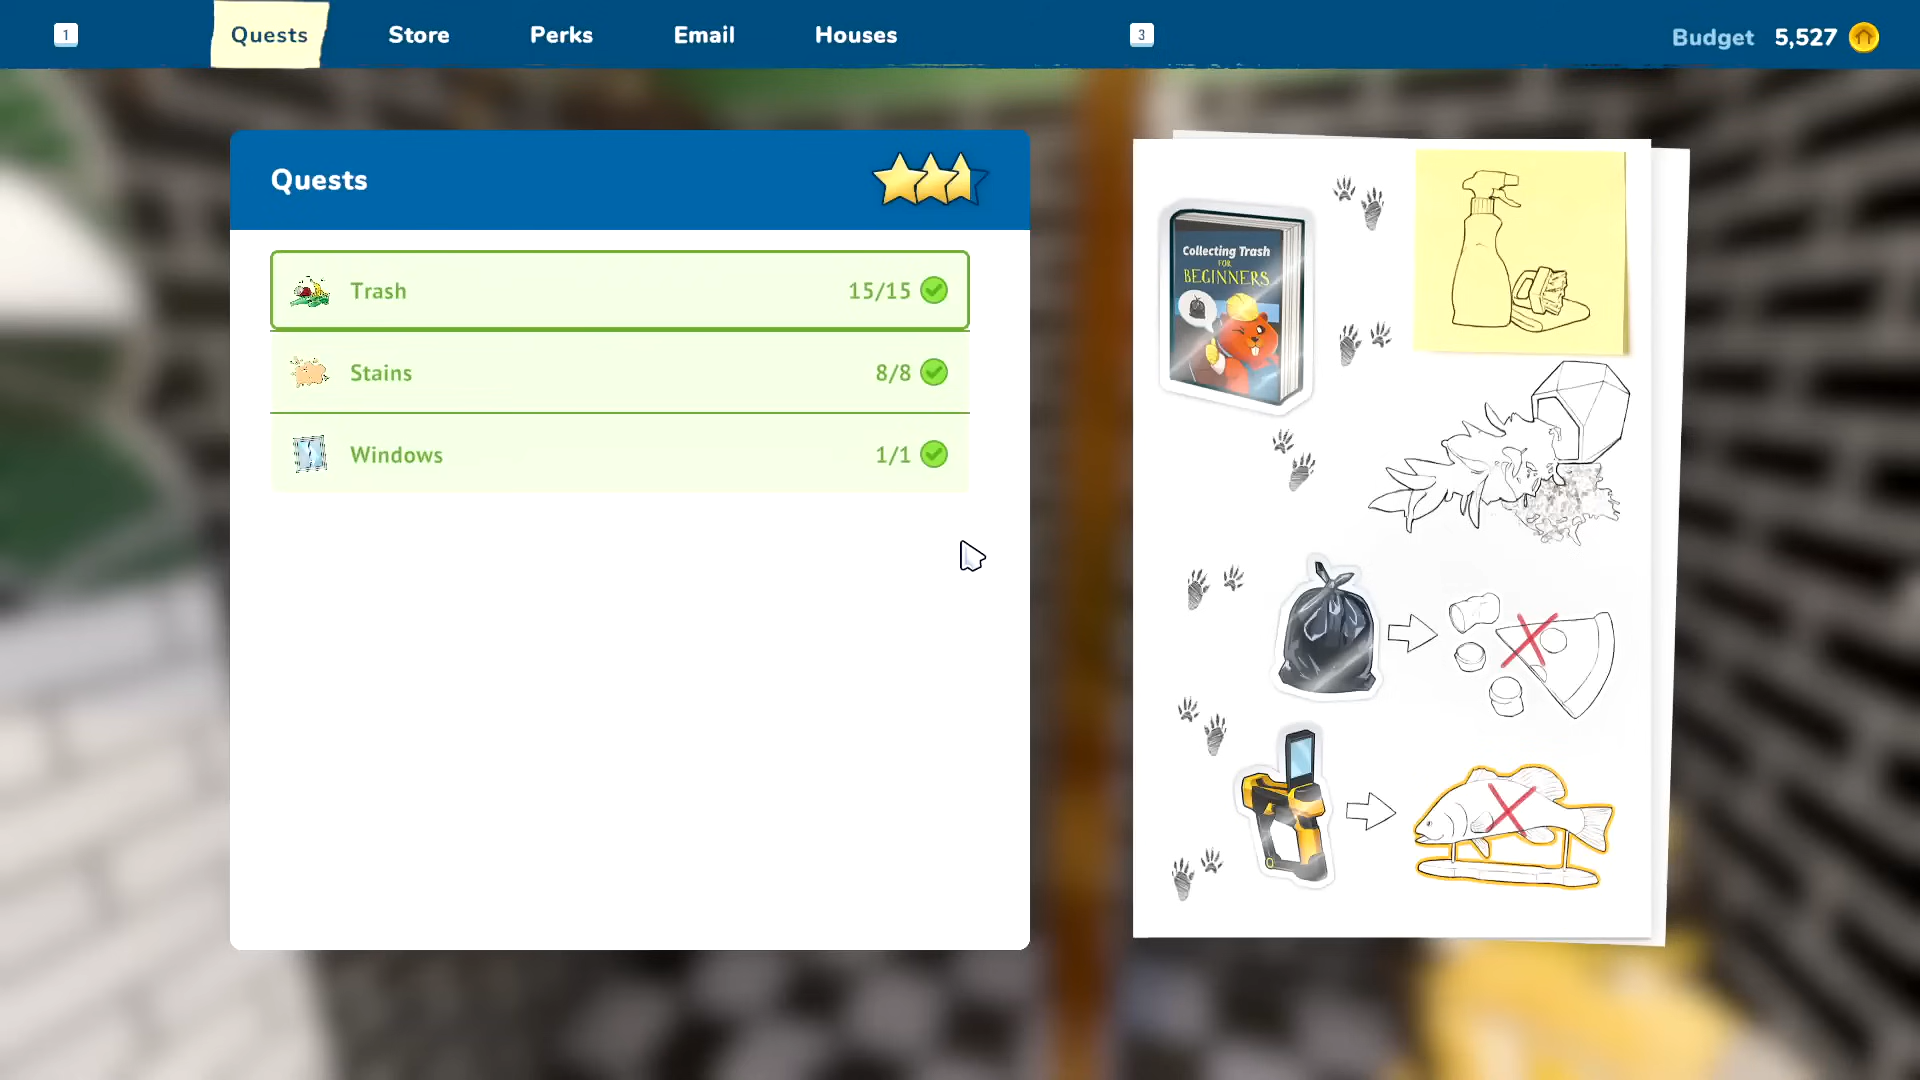 1
Quests
Store
Perks
Email
Houses
3
Budget 5,527
Quests
Trash 15/15
Stains 8/8
Windows 1/1
Collecting Trash
FOR
BEGINNERS